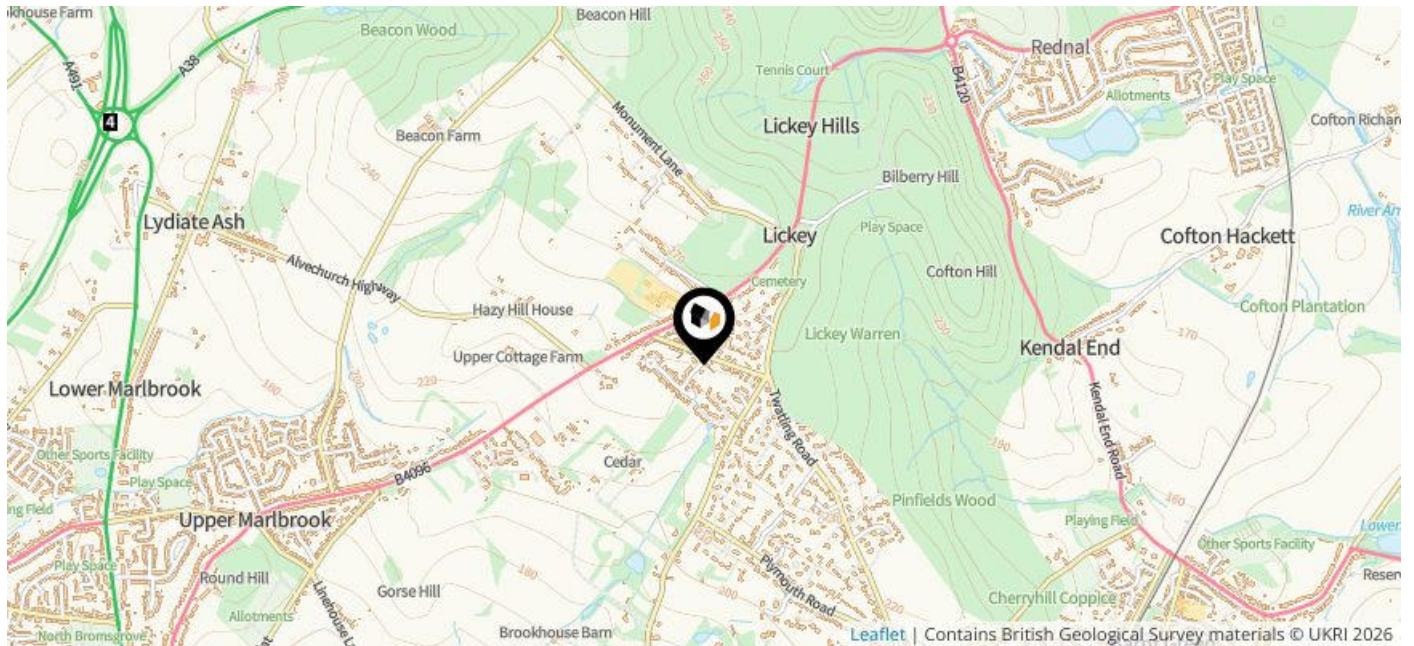 Beacon Hill
Beacon Wood
A491
A38
Rednal
Tennis Court
B4120
Play Space
Allotments
4
Monument Lane
Lickey Hills
Cofton
Beacon Farm
Bilberry Hill
Lydiate Ash
Lickey
Play Space
River
Cofton Hackett
Alvechurch Highway
Cofton Hill
Cemetery
Hazy Hill House
Cofton Plantation
Lickey Warren
Upper Cottage Farm
Kendal End
Lower Marlbrook
Twatling Road
Kendal End Road
Other Sports Facility
Cedar
B4096
Play Space
Pinfields Wood
Upper Marlbrook
Playing Field
Other Sports Facility
Play Space
Round Hill
Plymouth Road
Gorse Hill
Cherryhill Coppice
Allotments
North Bromsgrove
Brookhouse Barn
Leaflet | Contains British Geological Survey materials © UKRI 2026